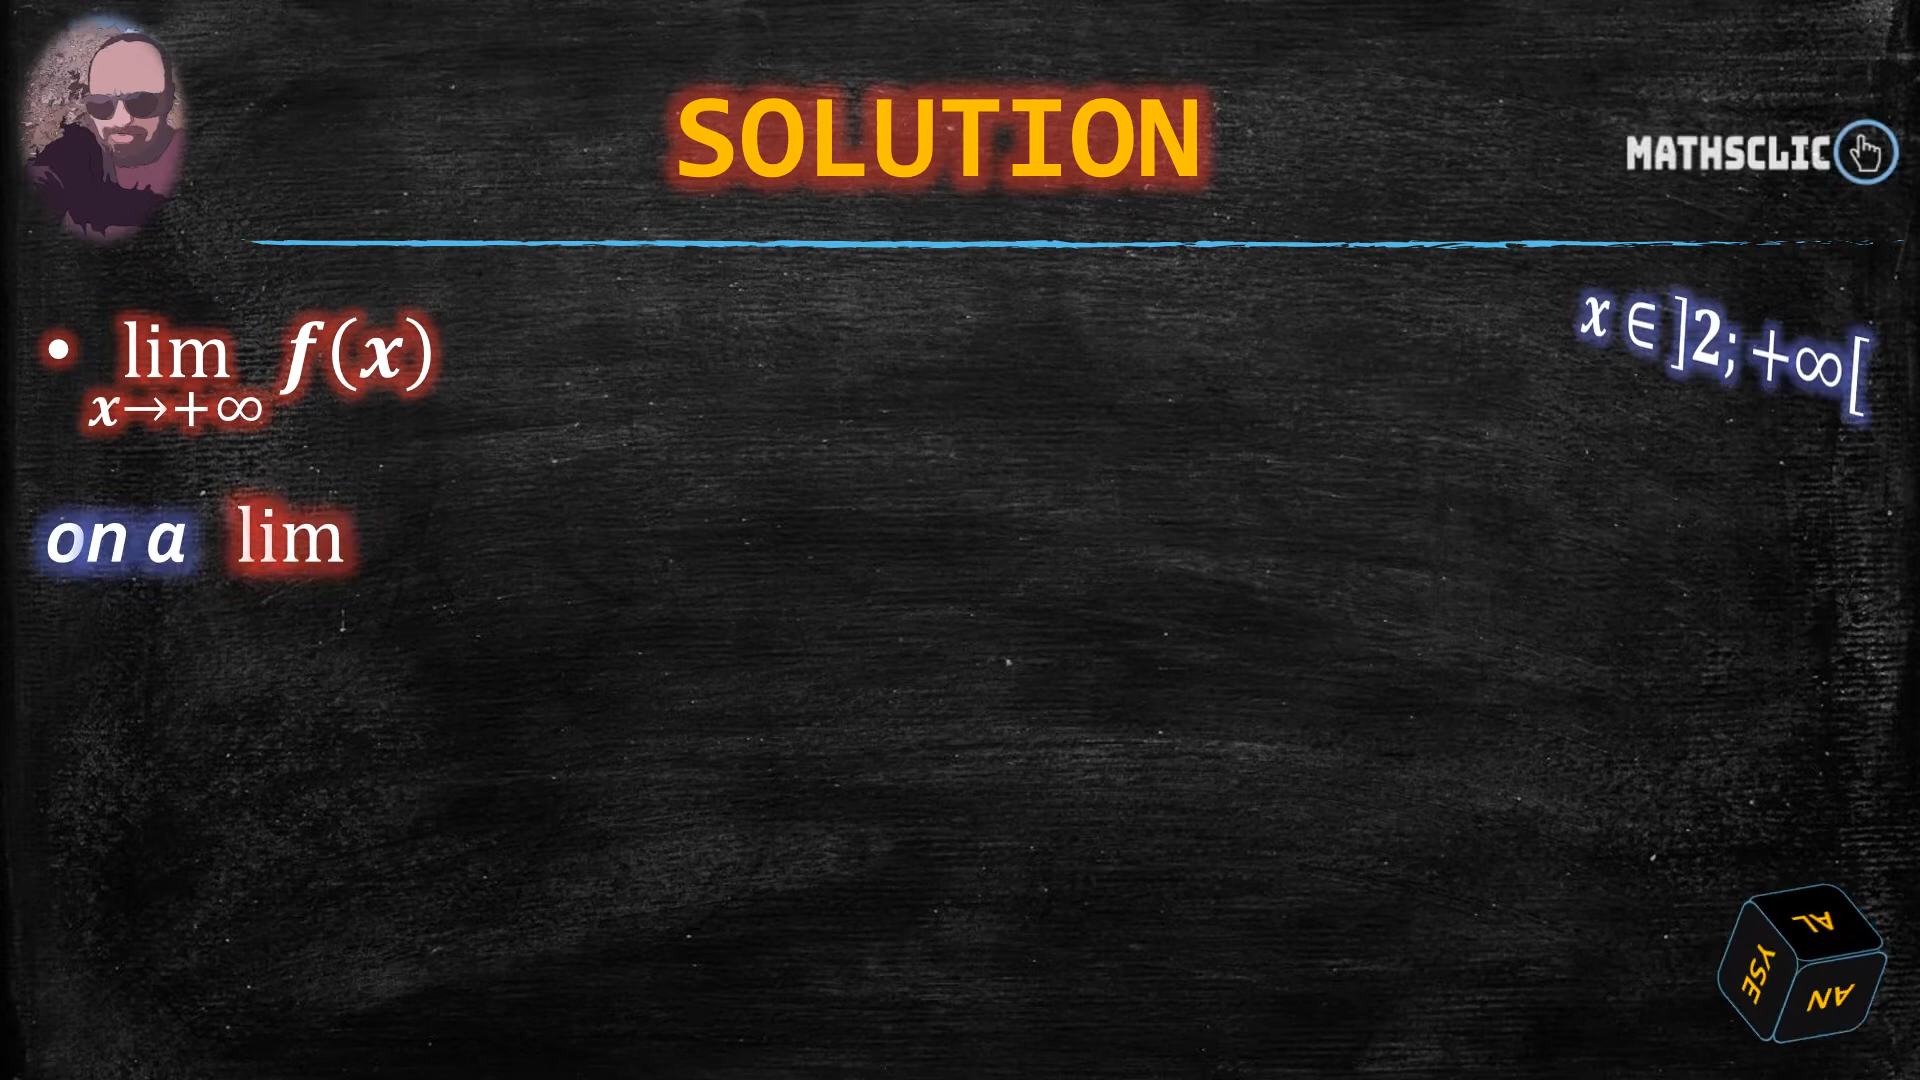 SOLUTION
MATHSCLIC
• lim f(x)
x→+∞
x ∈ ]2; +∞[
on a lim
AL
YSE
AN